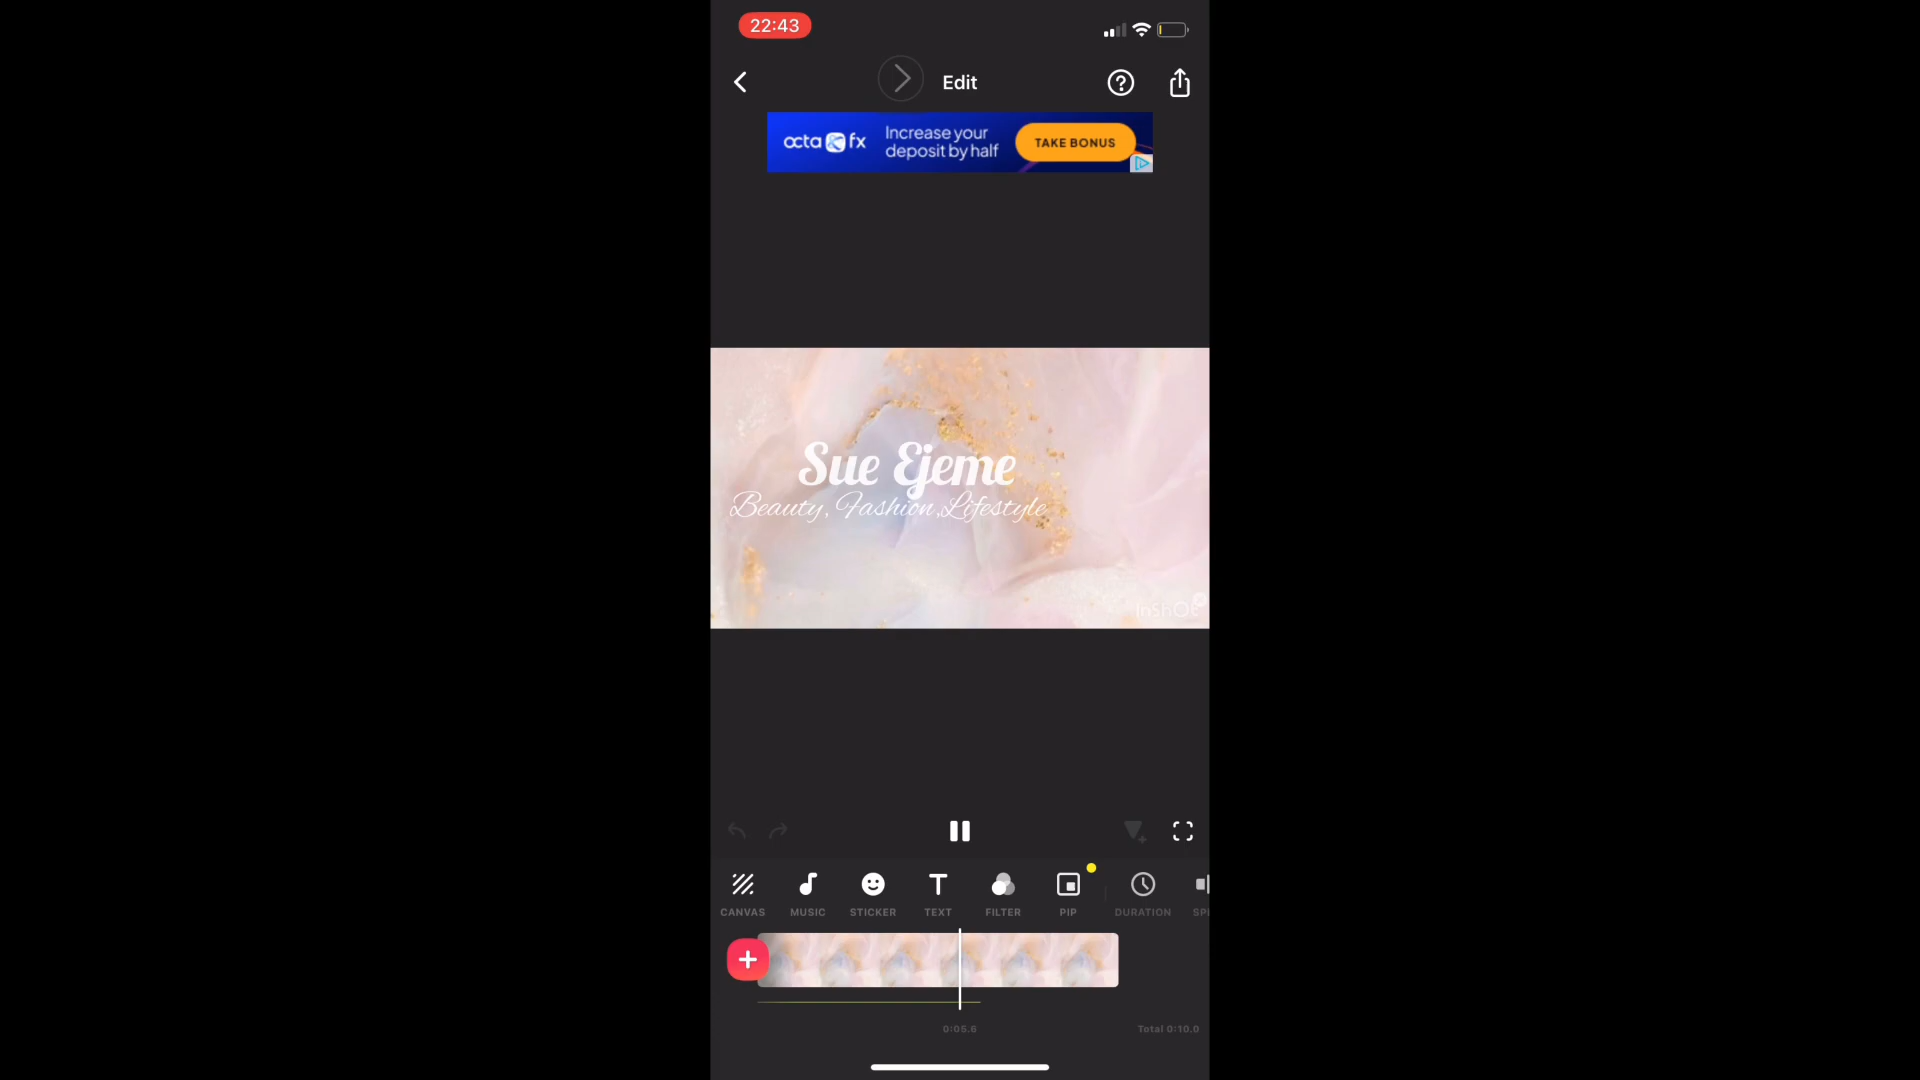 22:43
Edit
octa fx
Increase your
deposit by half
TAKE BONUS
Sue Ejeme
Beauty, Fashion,Lifestyle
InShOt
CANVAS MUSIC STICKER TEXT FILTER PIP DURATION SPL
0:05.6
Total 0:10.0